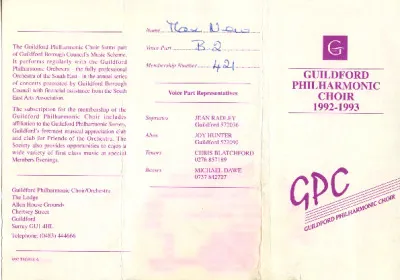 The Guildford Philharmonic Choir forms part
of Guildford Borough Council's Music Scheme.
It performs regularly with the Guildford
Philharmonic Orchestra - the fully professional
Orchestra of the South East - in the annual series
of concerts promoted by Guildford Borough
Council with financial assistance from the South
East Arts Association.
The subscription for the membership of the
Guildford Philharmonic Choir includes
affiliation to the Guildford Philharmonic Society,
Guildford's foremost musical appreciation club
and club for Friends of the Orchestra. The
Society also provides opportunities to enjoy a
wide variety of first class music at special
Members Evenings.
Guildford Philharmonic Choir/Orchestra
The Lodge
Allen House Grounds
Chertsey Street
Guildford
Surrey GU1 4HL
Telephone: (0483) 444666
Name
Voice Part B.2
Membership Number 421
Voice Part Representatives
Sopranos JEAN RADLEY
Guildford
Altos JOY HUNTER
Guildford
Tenors CHRIS BLATCHFORD
0276 857189
Basses MICHAEL DAWE
0737 842727
G
GUILDFORD
PHILHARMONIC
CHOIR
1992-1993
GPC
GUILDFORD PHILHARMONIC CHOIR